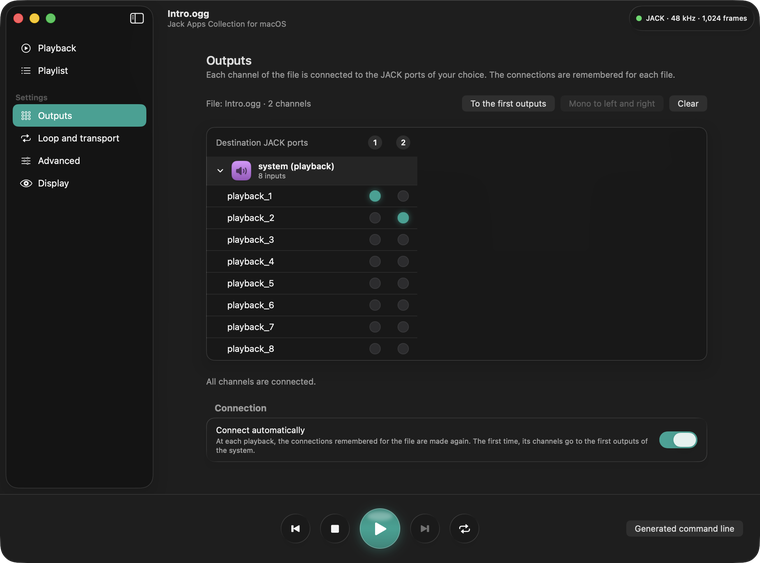 Intro.ogg
Jack Apps Collection for macOS
JACK · 48 kHz · 1,024 frames
Playback
Playlist
Settings
Outputs
Loop and transport
Advanced
Display
Outputs
Each channel of the file is connected to the JACK ports of your choice. The connections are remembered for each file.
File: Intro.ogg · 2 channels
To the first outputs
Mono to left and right
Clear
Destination JACK ports
1
2
system (playback)
8 inputs
playback_1
playback_2
playback_3
playback_4
playback_5
playback_6
playback_7
playback_8
All channels are connected.
Connection
Connect automatically
At each playback, the connections remembered for the file are made again. The first time, its channels go to the first outputs of
the system.
Generated command line